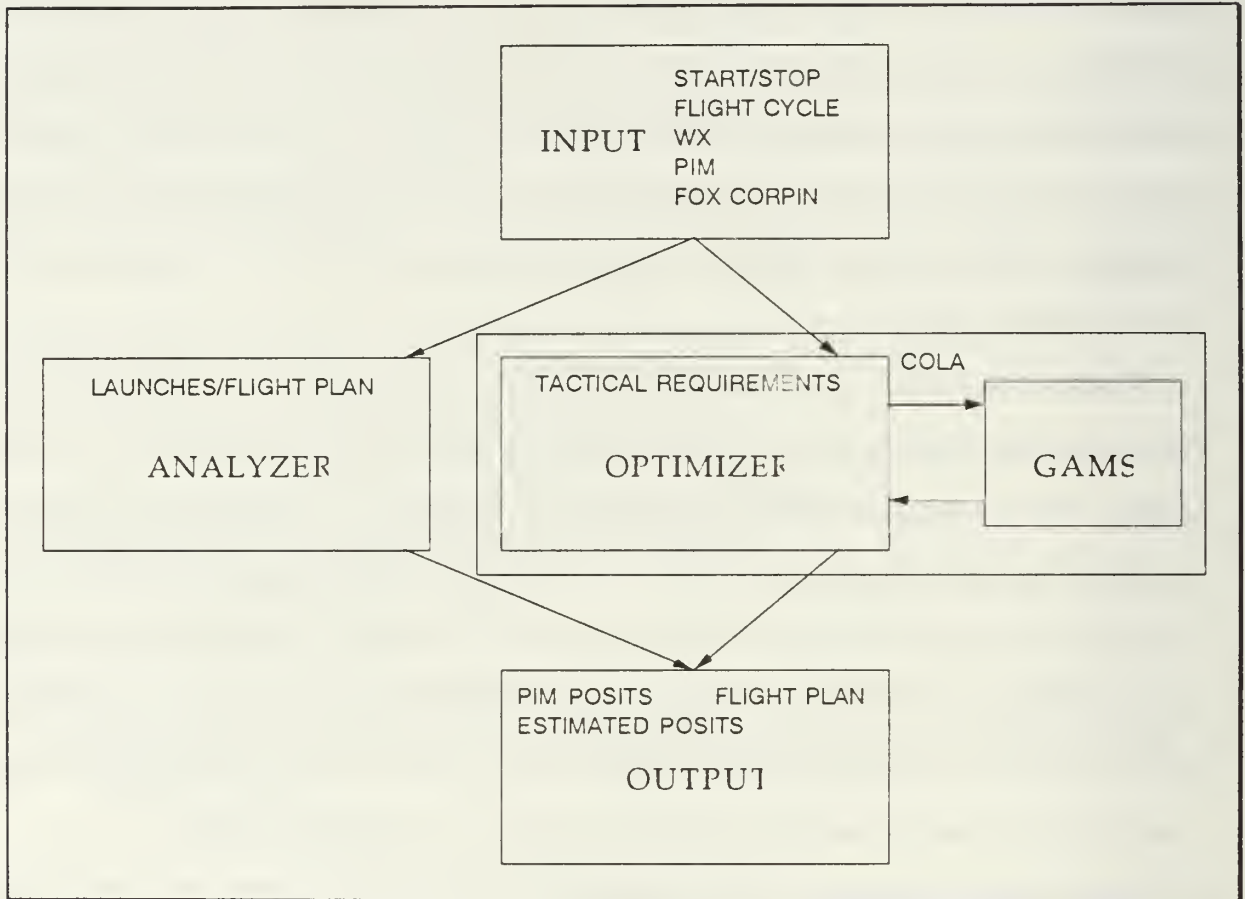 START/STOP
FLIGHT CYCLE
INPUT WX
PIM
FOX CORPIN
COLA
LAUNCHES/FLIGHT PLAN
ANALYZER
TACTICAL REQUIREMENTS
OPTIMIZER
GAMS
PIM POSITS FLIGHT PLAN
ESTIMATED POSITS
OUTPUT